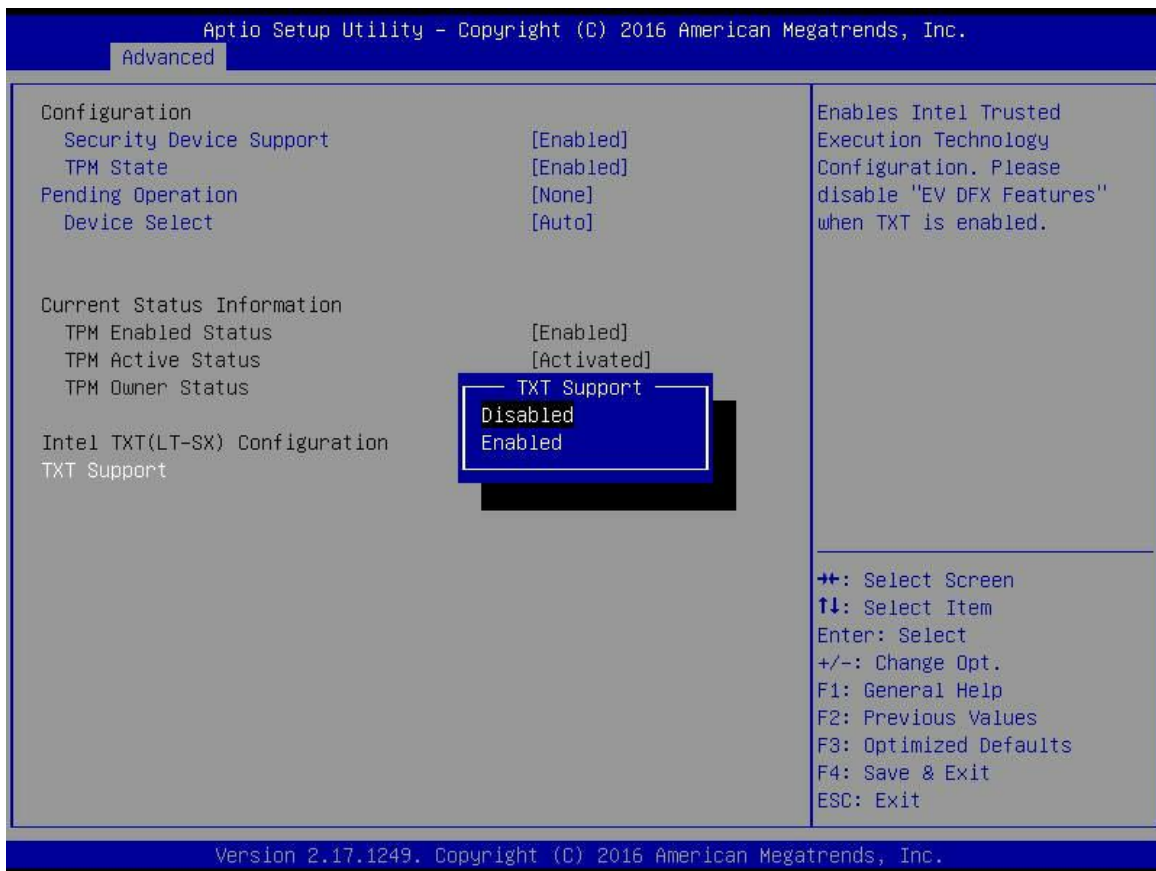 Aptio Setup Utility – Copyright (C) 2016 American Megatrends, Inc.
Advanced
Configuration
Security Device Support [Enabled]
TPM State [Enabled]
Pending Operation [None]
Device Select [Auto]
Current Status Information
TPM Enabled Status [Enabled]
TPM Active Status [Activated]
TPM Owner Status
Intel TXT(LT-SX) Configuration
TXT Support
TXT Support
Disabled
Enabled
Enables Intel Trusted
Execution Technology
Configuration. Please
disable "EV DFX Features"
when TXT is enabled.
→←: Select Screen
↑↓: Select Item
Enter: Select
+/-: Change Opt.
F1: General Help
F2: Previous Values
F3: Optimized Defaults
F4: Save & Exit
ESC: Exit
Version 2.17.1249. Copyright (C) 2016 American Megatrends, Inc.